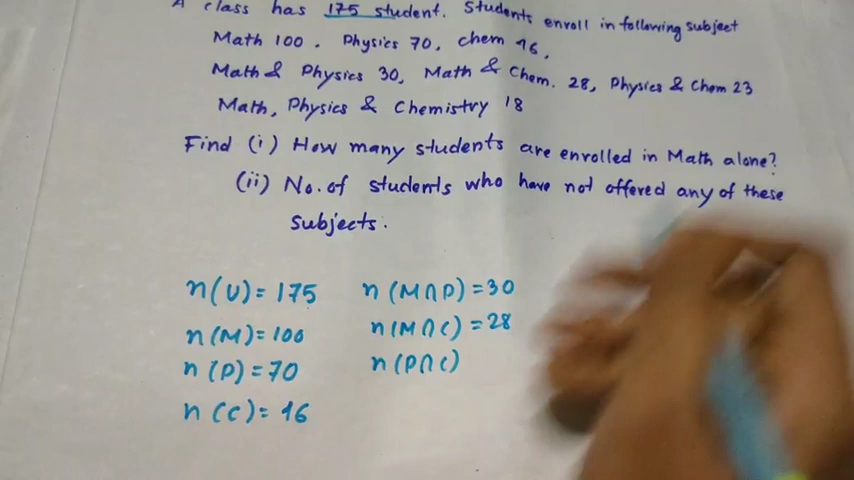 A class has 175 student. Students enroll in following subject
Math 100. Physics 70, chem 46,
Math & Physics 30, Math & Chem. 28, Physics & Chem 23
Math, Physics & Chemistry 18
Find (i) How many students are enrolled in Math alone?
(ii) No. of students who have not offered any of these
subjects.
n(U) = 175 n(M∩P) = 30
n(M) = 100 n(M∩C) = 28
n(P) = 70 n(P∩C)
n(C) = 46